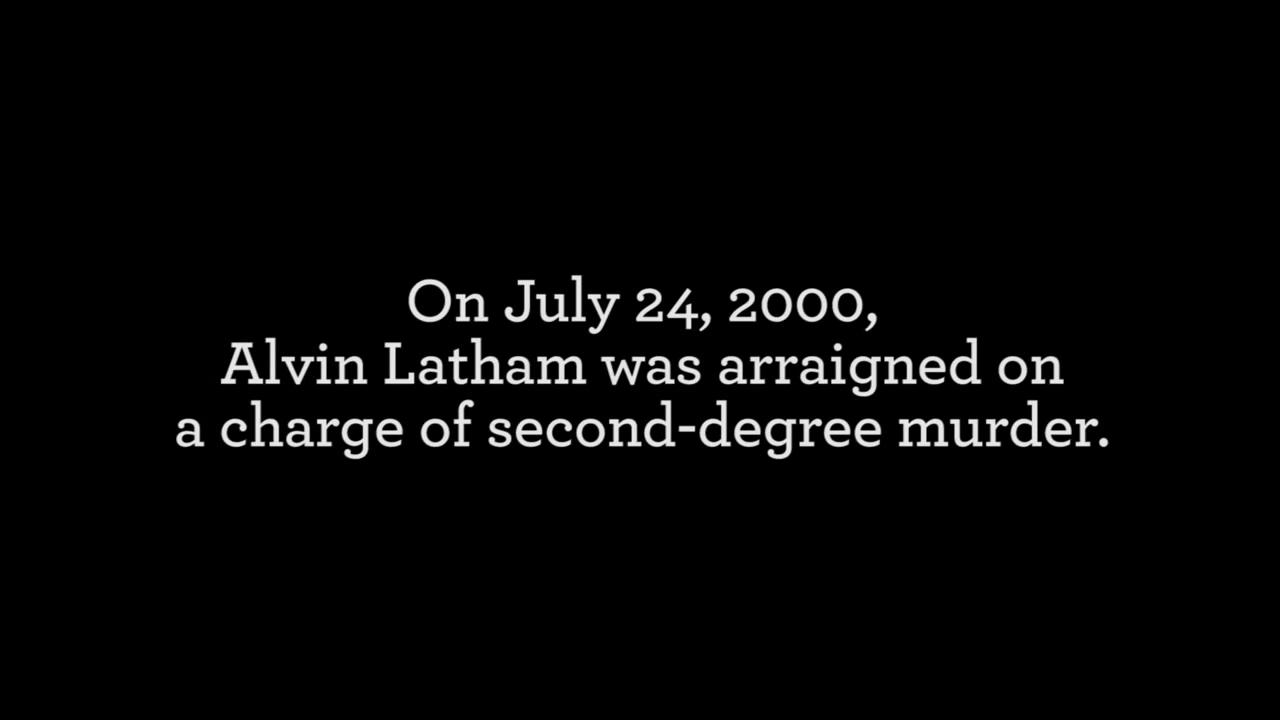 On July 24, 2000,
Alvin Latham was arraigned on
a charge of second-degree murder.